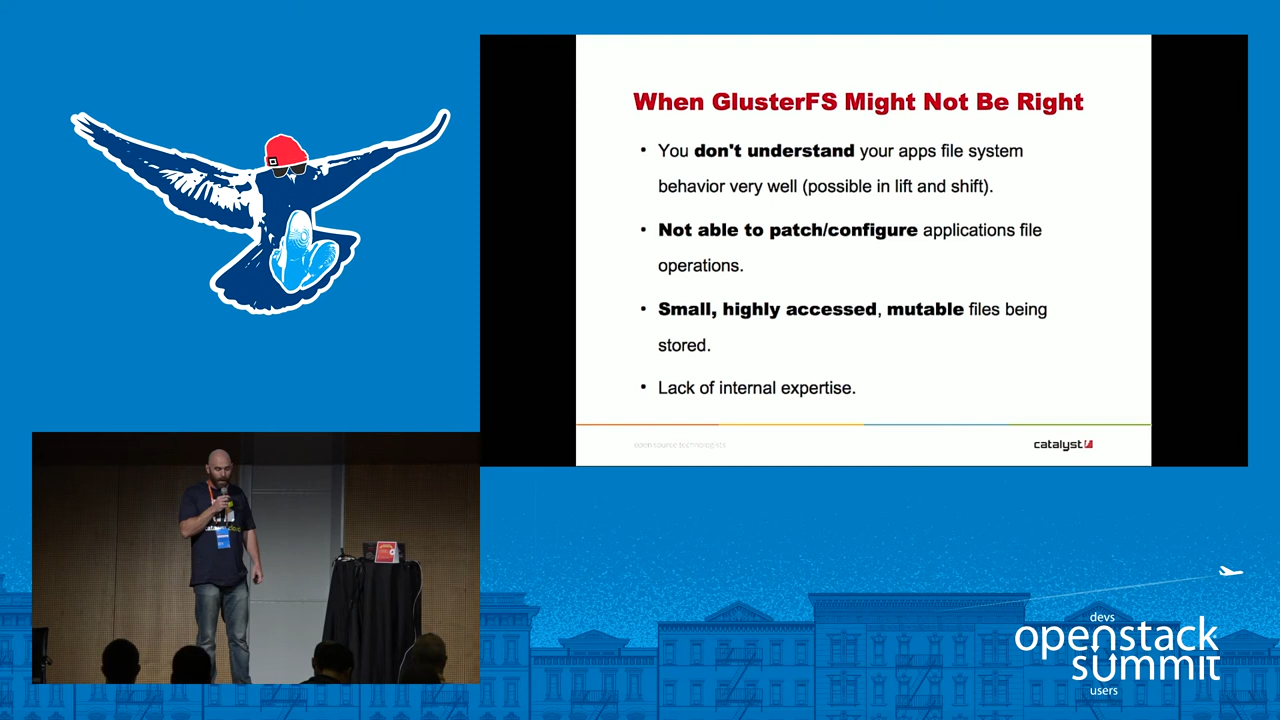 When GlusterFS Might Not Be Right
• You don't understand your apps file system
behavior very well (possible in lift and shift).
• Not able to patch/configure applications file
operations.
• Small, highly accessed, mutable files being
stored.
• Lack of internal expertise.
open source technologists
catalyst
devs
openstack
summit
users